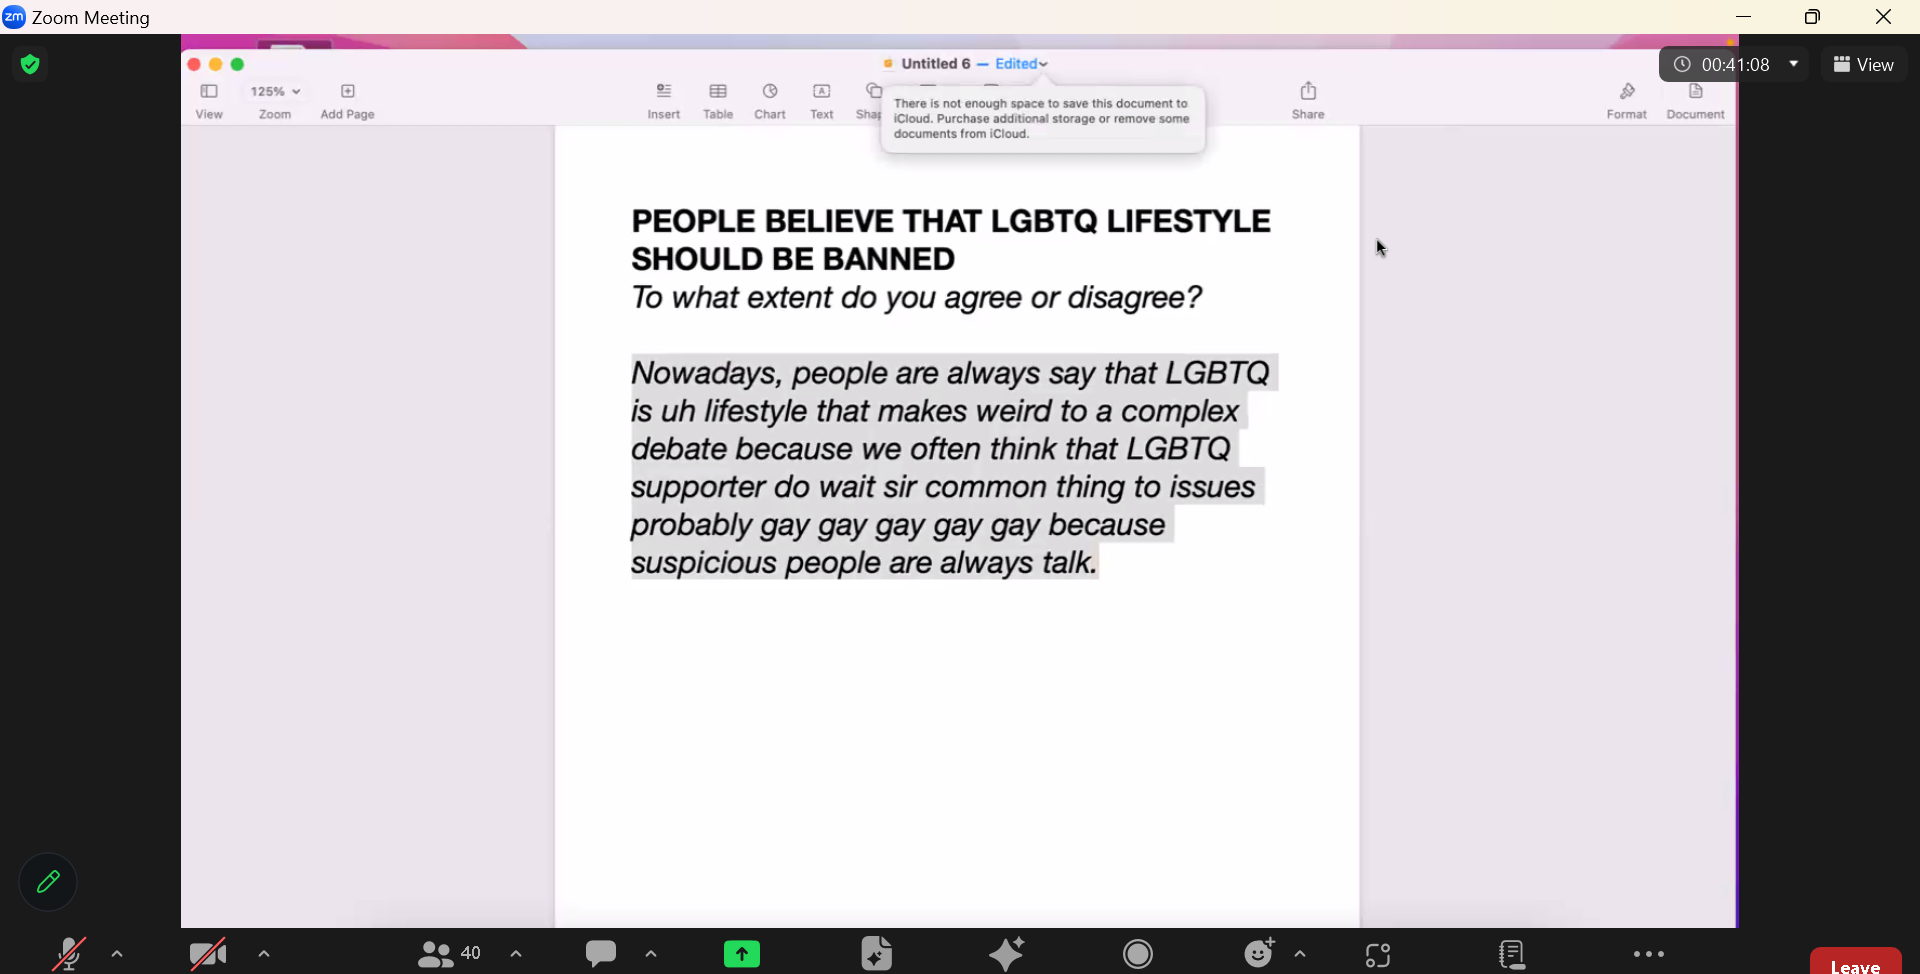 zm Zoom Meeting
Untitled 6 — Edited
00:41:08
View
125%
View
Zoom
Add Page
Insert
Table
Chart
Text
Share
Format
Document
There is not enough space to save this document to
iCloud. Purchase additional storage or remove some
documents from iCloud.
PEOPLE BELIEVE THAT LGBTQ LIFESTYLE
SHOULD BE BANNED
To what extent do you agree or disagree?
Nowadays, people are always say that LGBTQ
is uh lifestyle that makes weird to a complex
debate because we often think that LGBTQ
supporter do wait sir common thing to issues
probably gay gay gay gay gay because
suspicious people are always talk.
40
Leave